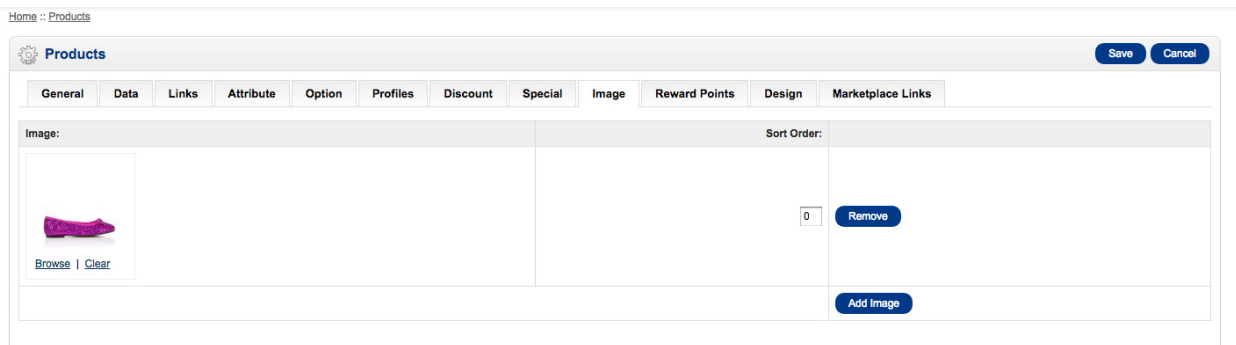 Home :: Products
Products
Save Cancel
General Data Links Attribute Option Profiles Discount Special Image Reward Points Design Marketplace Links
Image: Sort Order:
0 Remove
Browse | Clear
Add Image